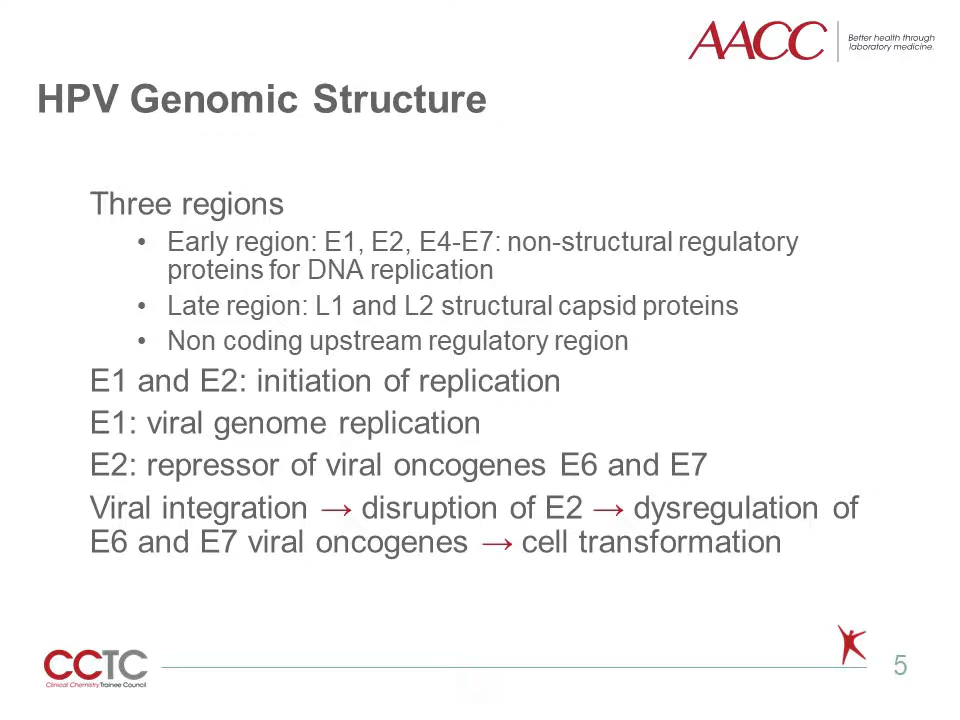 AACC
Better health through
laboratory medicine.
HPV Genomic Structure
Three regions
• Early region: E1, E2, E4-E7: non-structural regulatory
proteins for DNA replication
• Late region: L1 and L2 structural capsid proteins
• Non coding upstream regulatory region
E1 and E2: initiation of replication
E1: viral genome replication
E2: repressor of viral oncogenes E6 and E7
Viral integration → disruption of E2 → dysregulation of
E6 and E7 viral oncogenes → cell transformation
CCTC
Clinical Chemistry Trainee Council
5